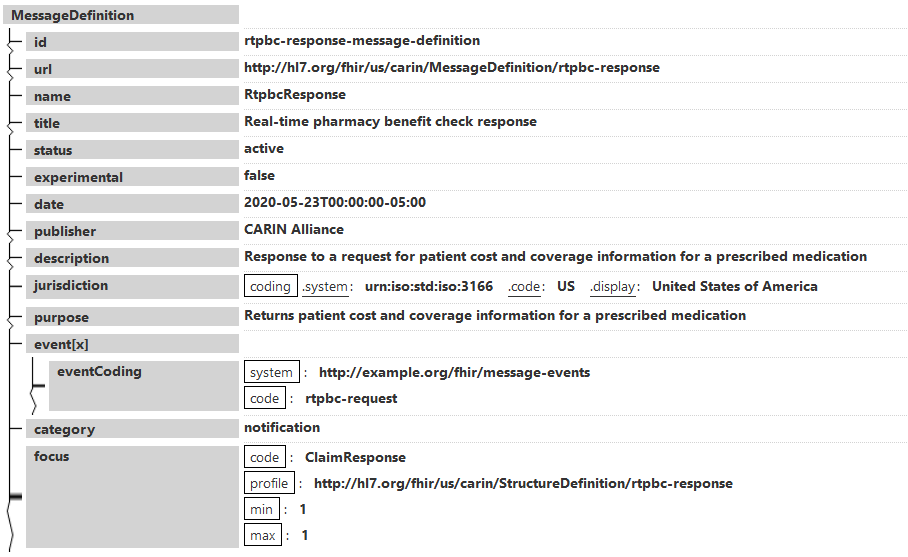 MessageDefinition
id rtpbc-response-message-definition
url http://hl7.org/fhir/us/carin/MessageDefinition/rtpbc-response
name RtpbcResponse
title Real-time pharmacy benefit check response
status active
experimental false
date 2020-05-23T00:00:00-05:00
publisher CARIN Alliance
description Response to a request for patient cost and coverage information for a prescribed medication
jurisdiction coding .system: urn:iso:std:iso:3166 .code: US .display: United States of America
purpose Returns patient cost and coverage information for a prescribed medication
event[x]
eventCoding system : http://example.org/fhir/message-events
code : rtpbc-request
category notification
focus code : ClaimResponse
profile : http://hl7.org/fhir/us/carin/StructureDefinition/rtpbc-response
min : 1
max : 1